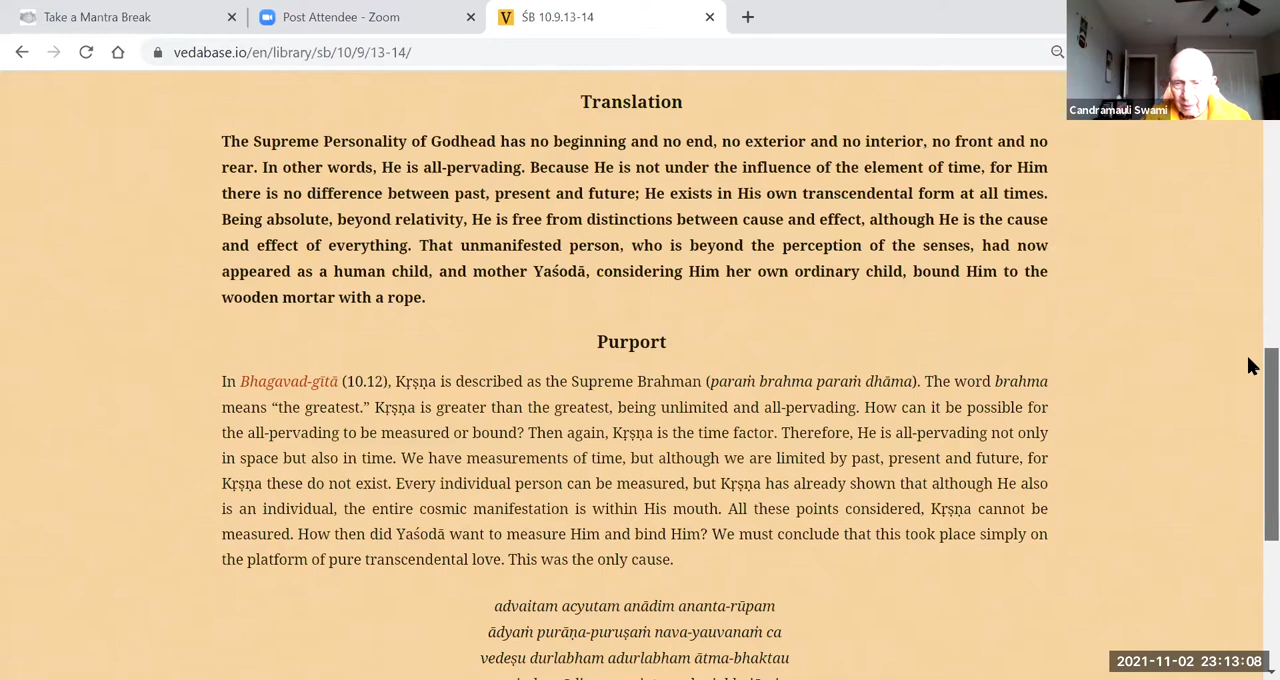 Take a Mantra Break
Post Attendee - Zoom
V
ŚB 10.9.13-14
vedabase.io/en/library/sb/10/9/13-14/
Candramauli Swami
Translation
The Supreme Personality of Godhead has no beginning and no end, no exterior and no interior, no front and no
rear. In other words, He is all-pervading. Because He is not under the influence of the element of time, for Him
there is no difference between past, present and future; He exists in His own transcendental form at all times.
Being absolute, beyond relativity, He is free from distinctions between cause and effect, although He is the cause
and effect of everything. That unmanifested person, who is beyond the perception of the senses, had now
appeared as a human child, and mother Yaśodā, considering Him her own ordinary child, bound Him to the
wooden mortar with a rope.
Purport
In Bhagavad-gītā (10.12), Kṛṣṇa is described as the Supreme Brahman (paraṁ brahma paraṁ dhāma). The word brahma
means “the greatest.” Kṛṣṇa is greater than the greatest, being unlimited and all-pervading. How can it be possible for
the all-pervading to be measured or bound? Then again, Kṛṣṇa is the time factor. Therefore, He is all-pervading not only
in space but also in time. We have measurements of time, but although we are limited by past, present and future, for
Kṛṣṇa these do not exist. Every individual person can be measured, but Kṛṣṇa has already shown that although He also
is an individual, the entire cosmic manifestation is within His mouth. All these points considered, Kṛṣṇa cannot be
measured. How then did Yaśodā want to measure Him and bind Him? We must conclude that this took place simply on
the platform of pure transcendental love. This was the only cause.
advaitam acyutam anādim ananta-rūpam
ādyaṁ purāṇa-puruṣaṁ nava-yauvanaṁ ca
vedeṣu durlabham adurlabham ātma-bhaktau
2021-11-02 23:13:08